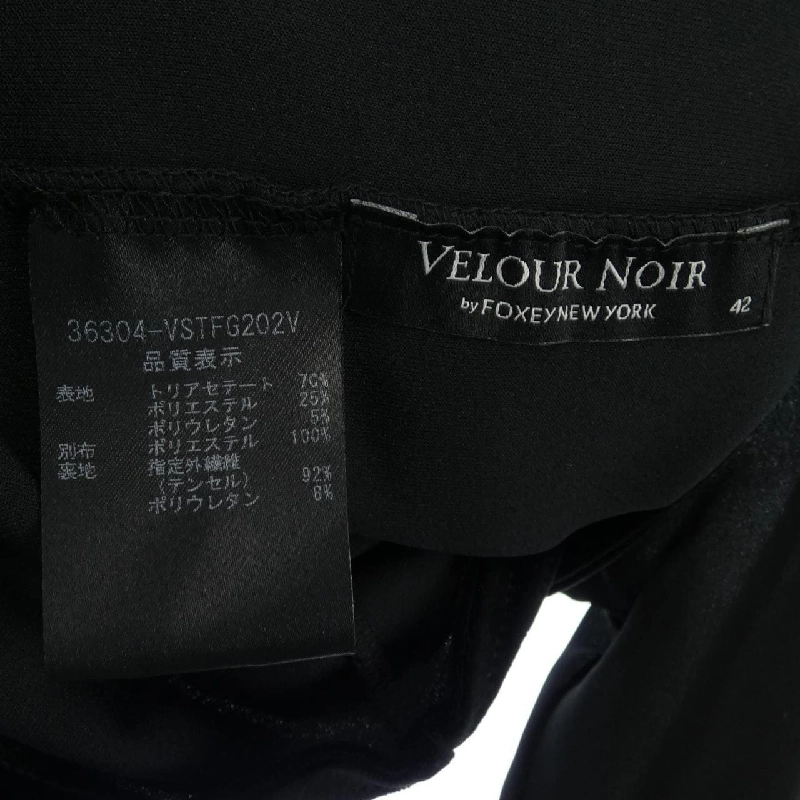 36304-VSTFG202V
品質表示
表地 トリアセテート 70%
ポリエステル 25%
ポリウレタン 5%
別布 ポリエステル 100%
裏地 指定外繊維
(テンセル) 92%
ポリウレタン 8%
VELOUR NOIR
by FOXEY NEW YORK
42